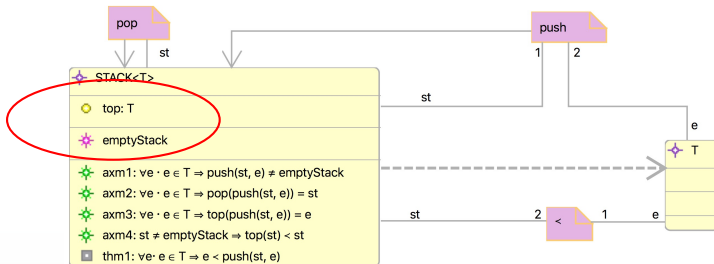 pop
push
st
1
2
STACK<T>
st
top: T
e
emptyStack
T
axm1: ∀e· e ∈ T ⇒ push(st, e) ≠ emptyStack
axm2: ∀e· e ∈ T ⇒ pop(push(st, e)) = st
axm3: ∀e· e ∈ T ⇒ top(push(st, e)) = e
st
2
<
1
e
axm4: st ≠ emptyStack ⇒ top(st) < st
thm1: ∀e· e ∈ T ⇒ e < push(st, e)